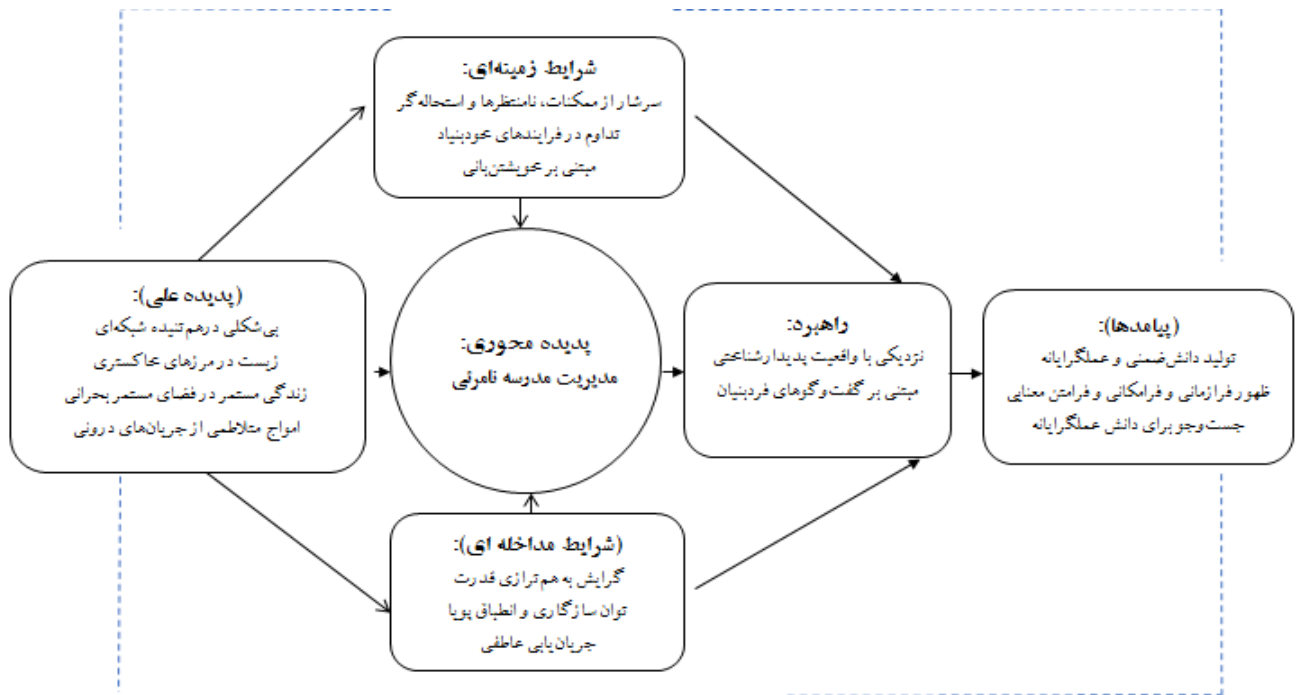 شرایط زمینه‌ای:
سرشار از ممکنات، نامنتظرها و استحاله‌گر
تداوم در فرایندهای خودبنیاد
مبتنی بر خویشتن‌بانی
(پدیده علی):
بی‌شکلی درهم تنیده شبکه‌ای
زیست در مرزهای خاکستری
زندگی مستمر در فضای مستمر بحرانی
امواج متلاطمی از جریان‌های درونی
پدیده محوری:
مدیریت مدرسه نامرئی
راهبرد:
نزدیکی با واقعیت پدیدارشناختی
مبتنی بر گفت‌وگوهای فردبنیان
(پیامدها):
تولید دانش‌ضمنی و عملگرایانه
ظهور فرازمانی و فرامکانی و فرامتن معنایی
جست‌وجو برای دانش عملگرایانه
(شرایط مداخله ای):
گرایش به هم‌ترازی قدرت
توان سازگاری و انطباق پویا
جریان‌یابی عاطفی